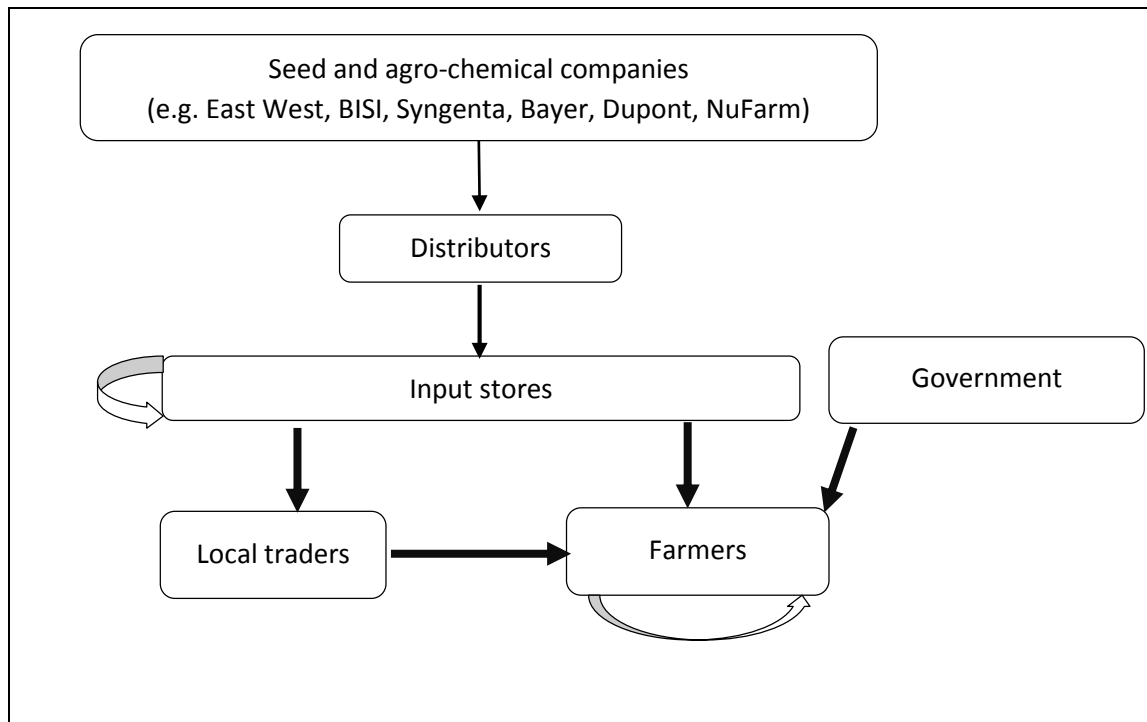 Seed and agro-chemical companies
(e.g. East West, BISI, Syngenta, Bayer, Dupont, NuFarm)
Distributors
Input stores
Government
Local traders
Farmers